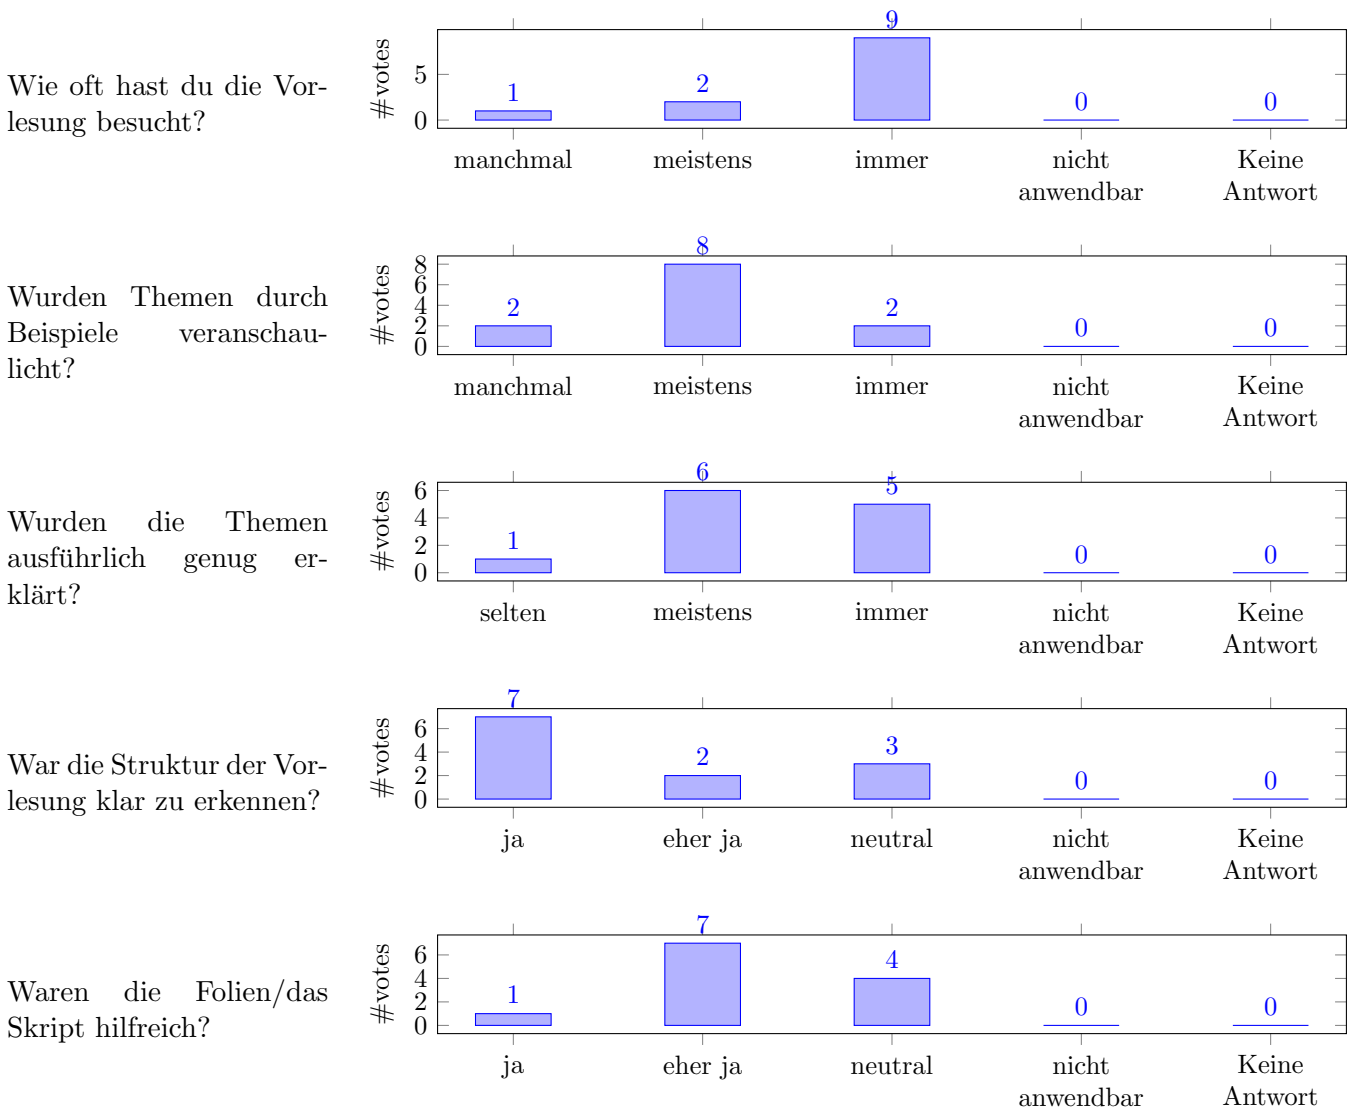 Wie oft hast du die Vor-
lesung besucht?
#votes
5
0
1
2
9
0
0
manchmal
meistens
immer
nicht
anwendbar
Keine
Antwort
Wurden Themen durch
Beispiele veranschau-
licht?
#votes
8
6
4
2
0
2
8
2
0
0
manchmal
meistens
immer
nicht
anwendbar
Keine
Antwort
Wurden die Themen
ausführlich genug er-
klärt?
#votes
6
4
2
0
1
6
5
0
0
selten
meistens
immer
nicht
anwendbar
Keine
Antwort
War die Struktur der Vor-
lesung klar zu erkennen?
#votes
6
4
2
0
7
2
3
0
0
ja
eher ja
neutral
nicht
anwendbar
Keine
Antwort
Waren die Folien/das
Skript hilfreich?
#votes
6
4
2
0
1
7
4
0
0
ja
eher ja
neutral
nicht
anwendbar
Keine
Antwort